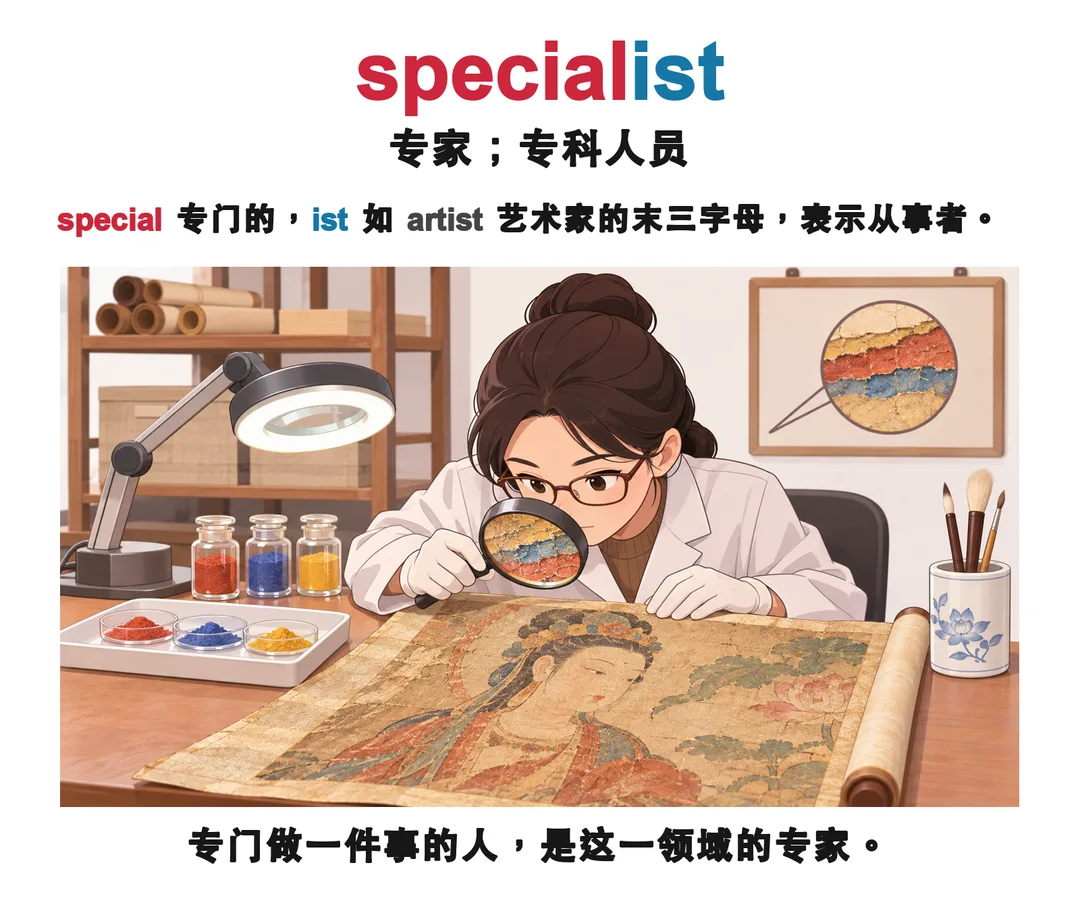 specialist
专家；专科人员
special 专门的，ist 如 artist 艺术家的末三字母，表示从事者。
专门做一件事的人，是这一领域的专家。